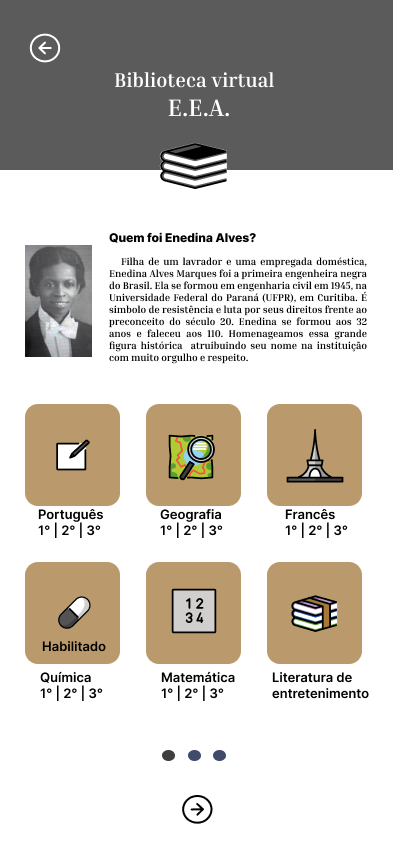 Biblioteca virtual
E.E.A.
Quem foi Enedina Alves?
Filha de um lavrador e uma empregada doméstica,
Enedina Alves Marques foi a primeira engenheira negra
do Brasil. Ela se formou em engenharia civil em 1945, na
Universidade Federal do Paraná (UFPR), em Curitiba. É
simbolo de resistência e luta por seus direitos frente ao
preconceito do século 20. Enedina se formou aos 32
anos e faleceu aos 110. Homenageamos essa grande
figura histórica atribuindo seu nome na instituição
com muito orgulho e respeito.
Português
1° | 2° | 3°
Geografia
1° | 2° | 3°
Francês
1° | 2° | 3°
Habilitado
Química
1° | 2° | 3°
1 2
3 4
Matemática
1° | 2° | 3°
Literatura de
entretenimento